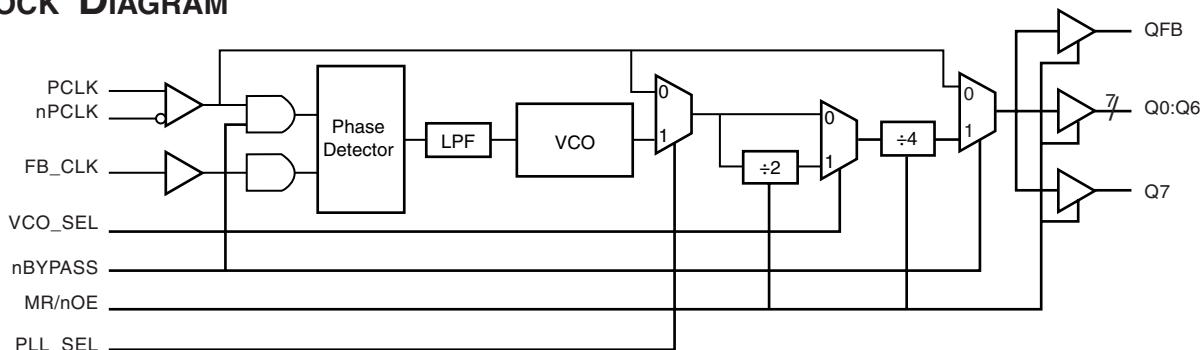 DIAGRAM
PCLK
nPCLK
FB_CLK
VCO_SEL
nBYPASS
MR/nOE
PLL_SEL
Phase
Detector
LPF
VCO
0
1
÷2
0
1
÷4
0
1
QFB
7
Q0:Q6
Q7